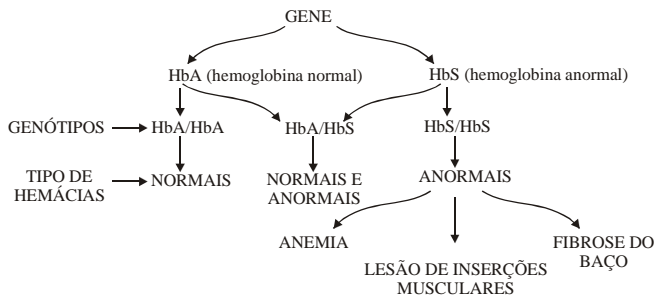 GENE
HbA (hemoglobina normal)
HbS (hemoglobina anormal)
GENÓTIPOS
HbA/HbA
HbA/HbS
HbS/HbS
TIPO DE
HEMÁCIAS
NORMAIS
NORMAIS E
ANORMAIS
ANORMAIS
ANEMIA
LESÃO DE INSERÇÕES
MUSCULARES
FIBROSE DO
BAÇO